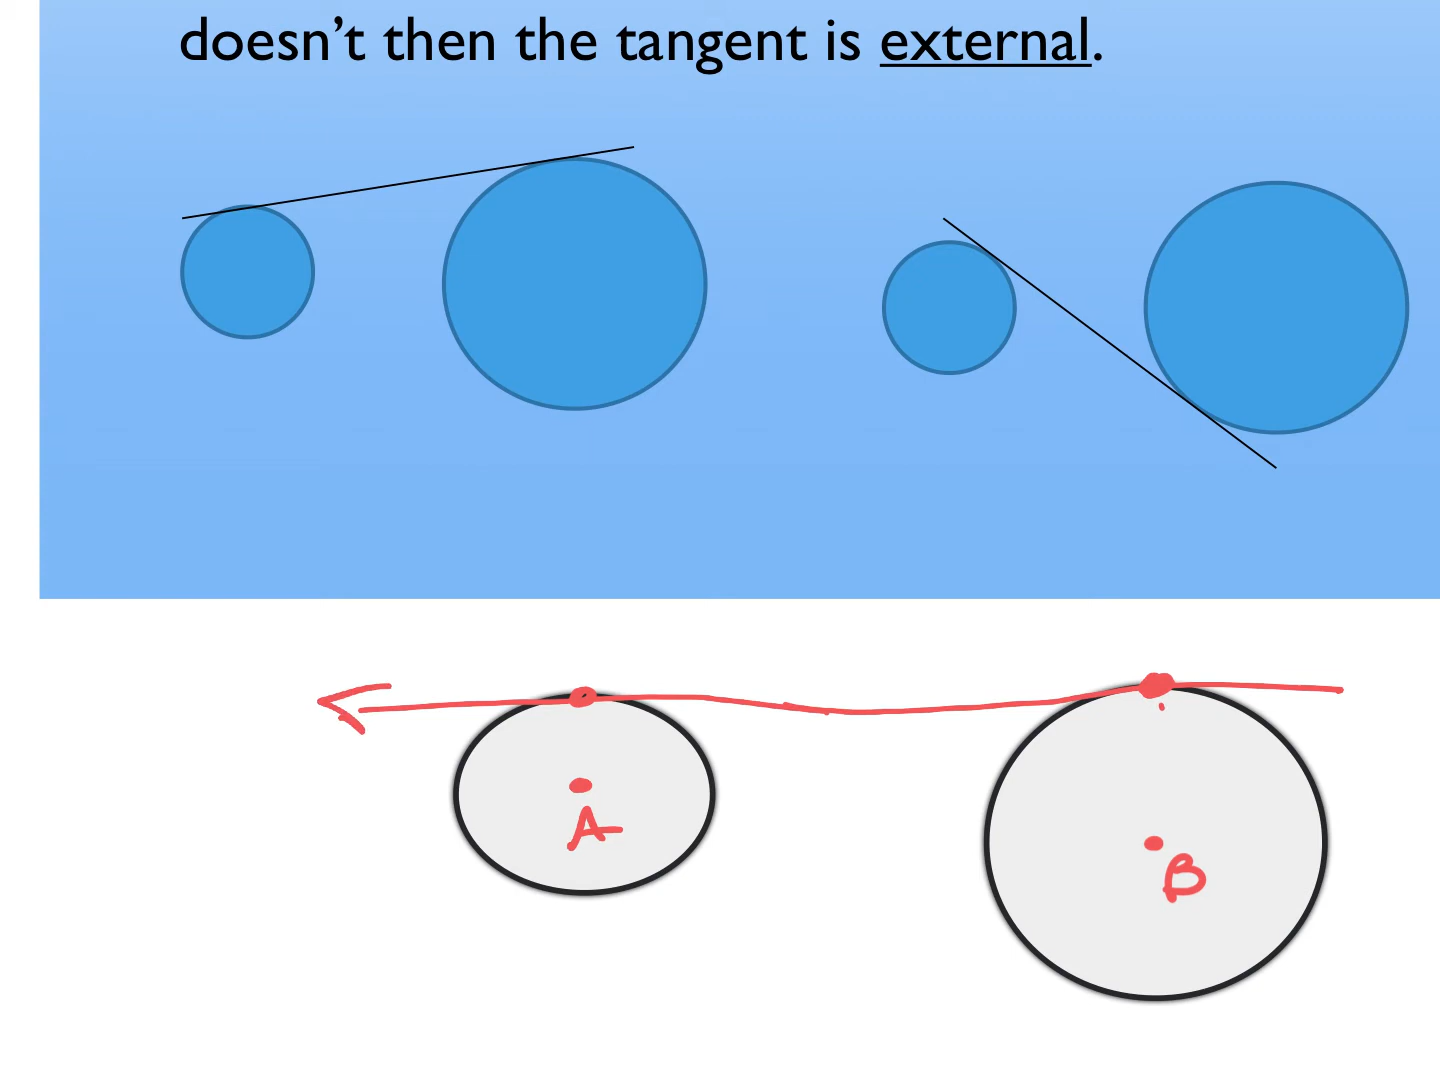 doesn’t then the tangent is external.
A
B